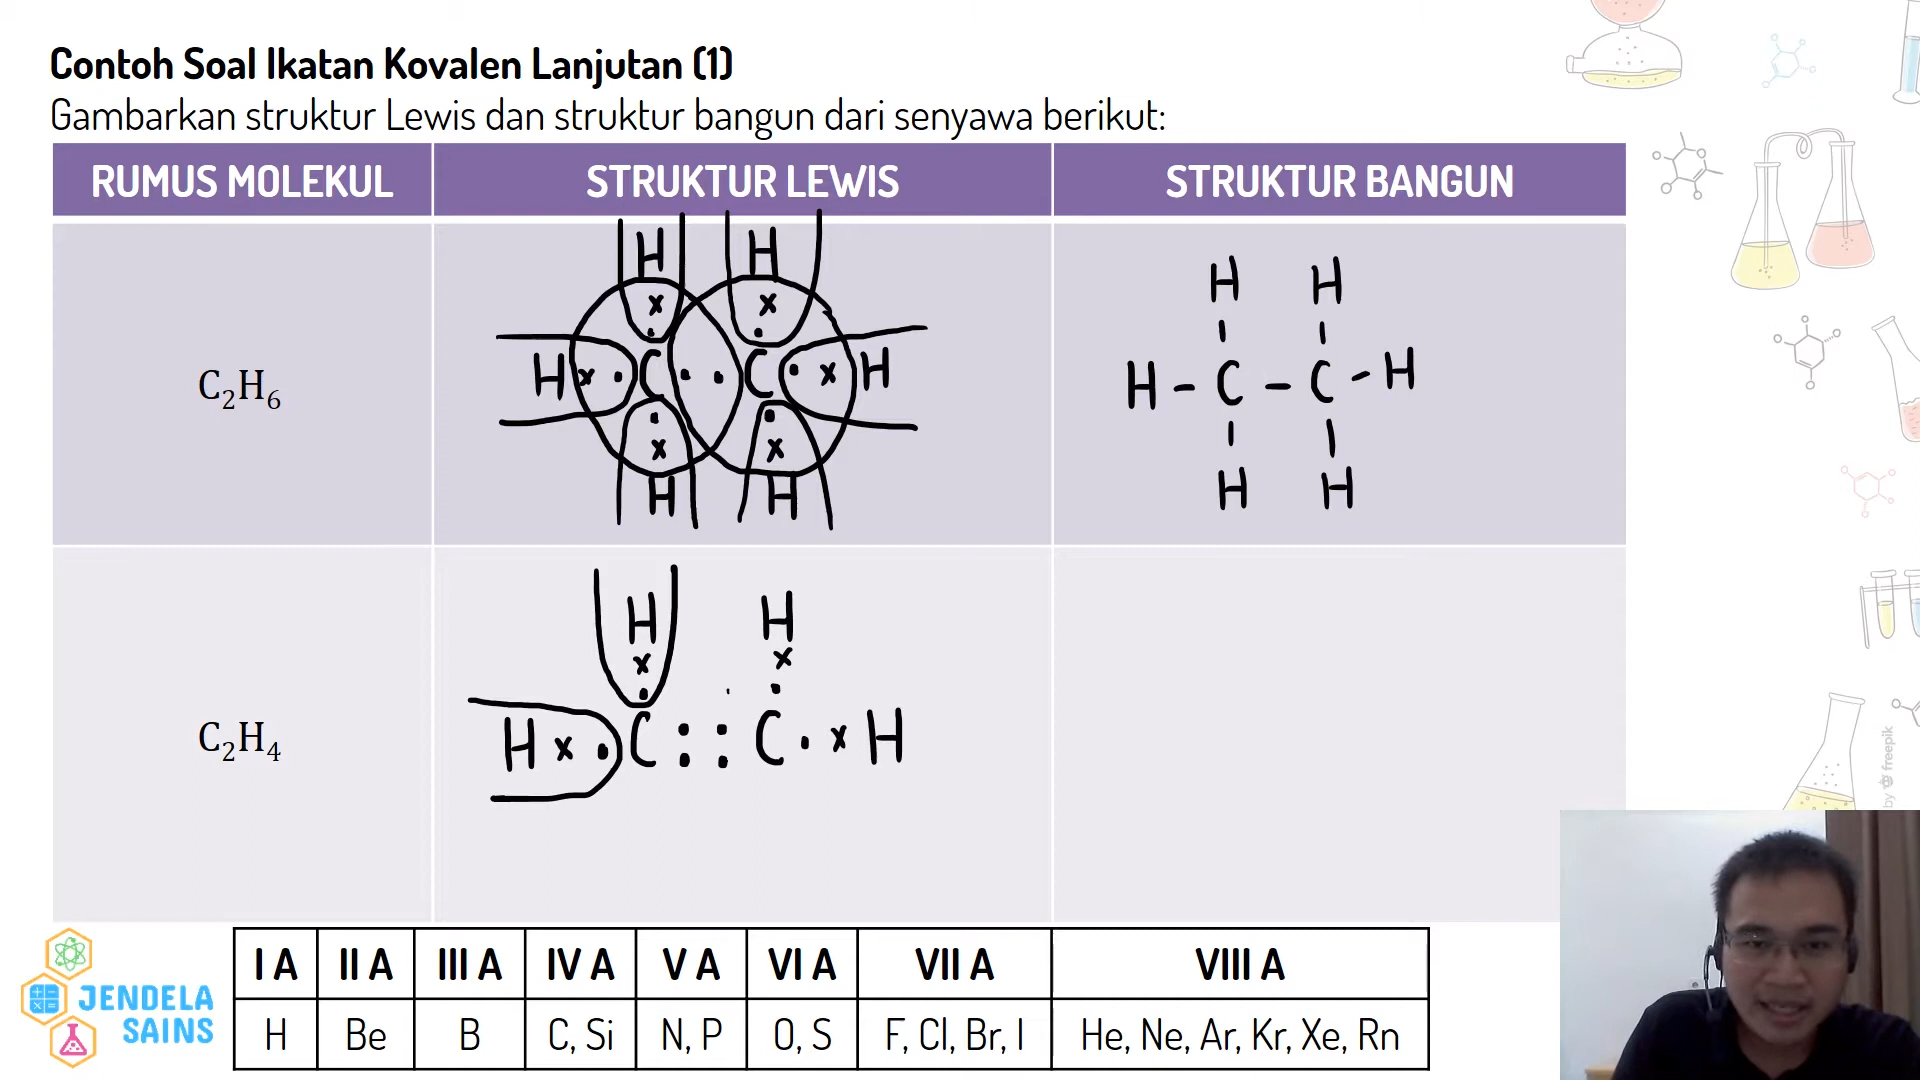 Contoh Soal Ikatan Kovalen Lanjutan (1)
Gambarkan struktur Lewis dan struktur bangun dari senyawa berikut:
RUMUS MOLEKUL STRUKTUR LEWIS STRUKTUR BANGUN
C₂H₆
H H
x x
. .
H x . C . . C . x H
. .
x x
H H
H H
H - C - C - H
H H
C₂H₄
H H
x x
. .
H x . C : : C . x H
by freepik
JENDELA
SAINS
I A II A III A IV A V A VI A VII A VIII A
H Be B C, Si N, P O, S F, Cl, Br, I He, Ne, Ar, Kr, Xe, Rn